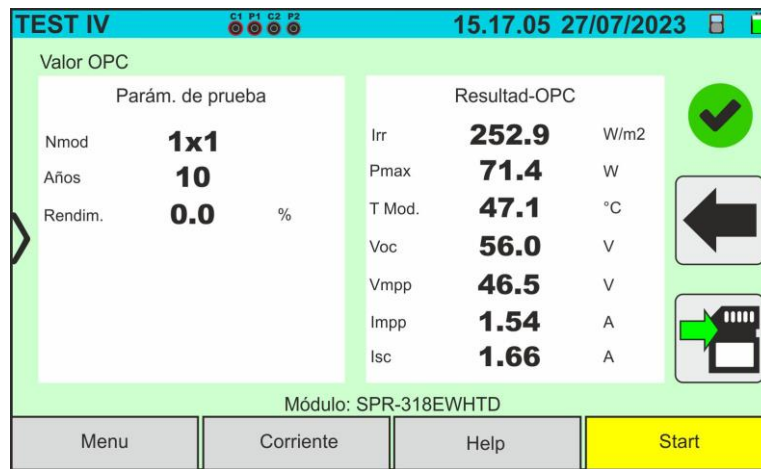 TEST IV C1 P1 C2 P2 15.17.05 27/07/2023
Valor OPC
Parám. de prueba
Nmod 1x1
Años 10
Rendim. 0.0 %
Resultad-OPC
Irr 252.9 W/m2
Pmax 71.4 W
T Mod. 47.1 °C
Voc 56.0 V
Vmpp 46.5 V
Impp 1.54 A
Isc 1.66 A
Módulo: SPR-318EWHTD
Menu Corriente Help Start